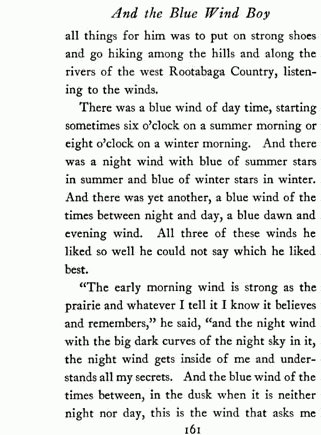 And the Blue Wind Boy
all things for him was to put on strong shoes
and go hiking among the hills and along the
rivers of the west Rootabaga Country, listen-
ing to the winds.
There was a blue wind of day time, starting
sometimes six o'clock on a summer morning or
eight o'clock on a winter morning. And there
was a night wind with blue of summer stars
in summer and blue of winter stars in winter.
And there was yet another, a blue wind of the
times between night and day, a blue dawn and
evening wind. All three of these winds he
liked so well he could not say which he liked
best.
"The early morning wind is strong as the
prairie and whatever I tell it I know it believes
and remembers," he said, "and the night wind
with the big dark curves of the night sky in it,
the night wind gets inside of me and under-
stands all my secrets. And the blue wind of the
times between, in the dusk when it is neither
night nor day, this is the wind that asks me
161